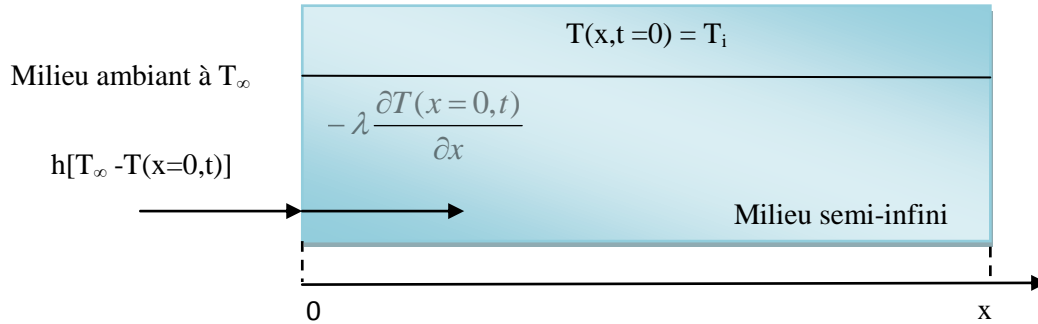 T(x,t =0) = Tᵢ
Milieu ambiant à T∞
− λ ∂T(x = 0,t) / ∂x
h[T∞ -T(x=0,t)]
Milieu semi-infini
0
x